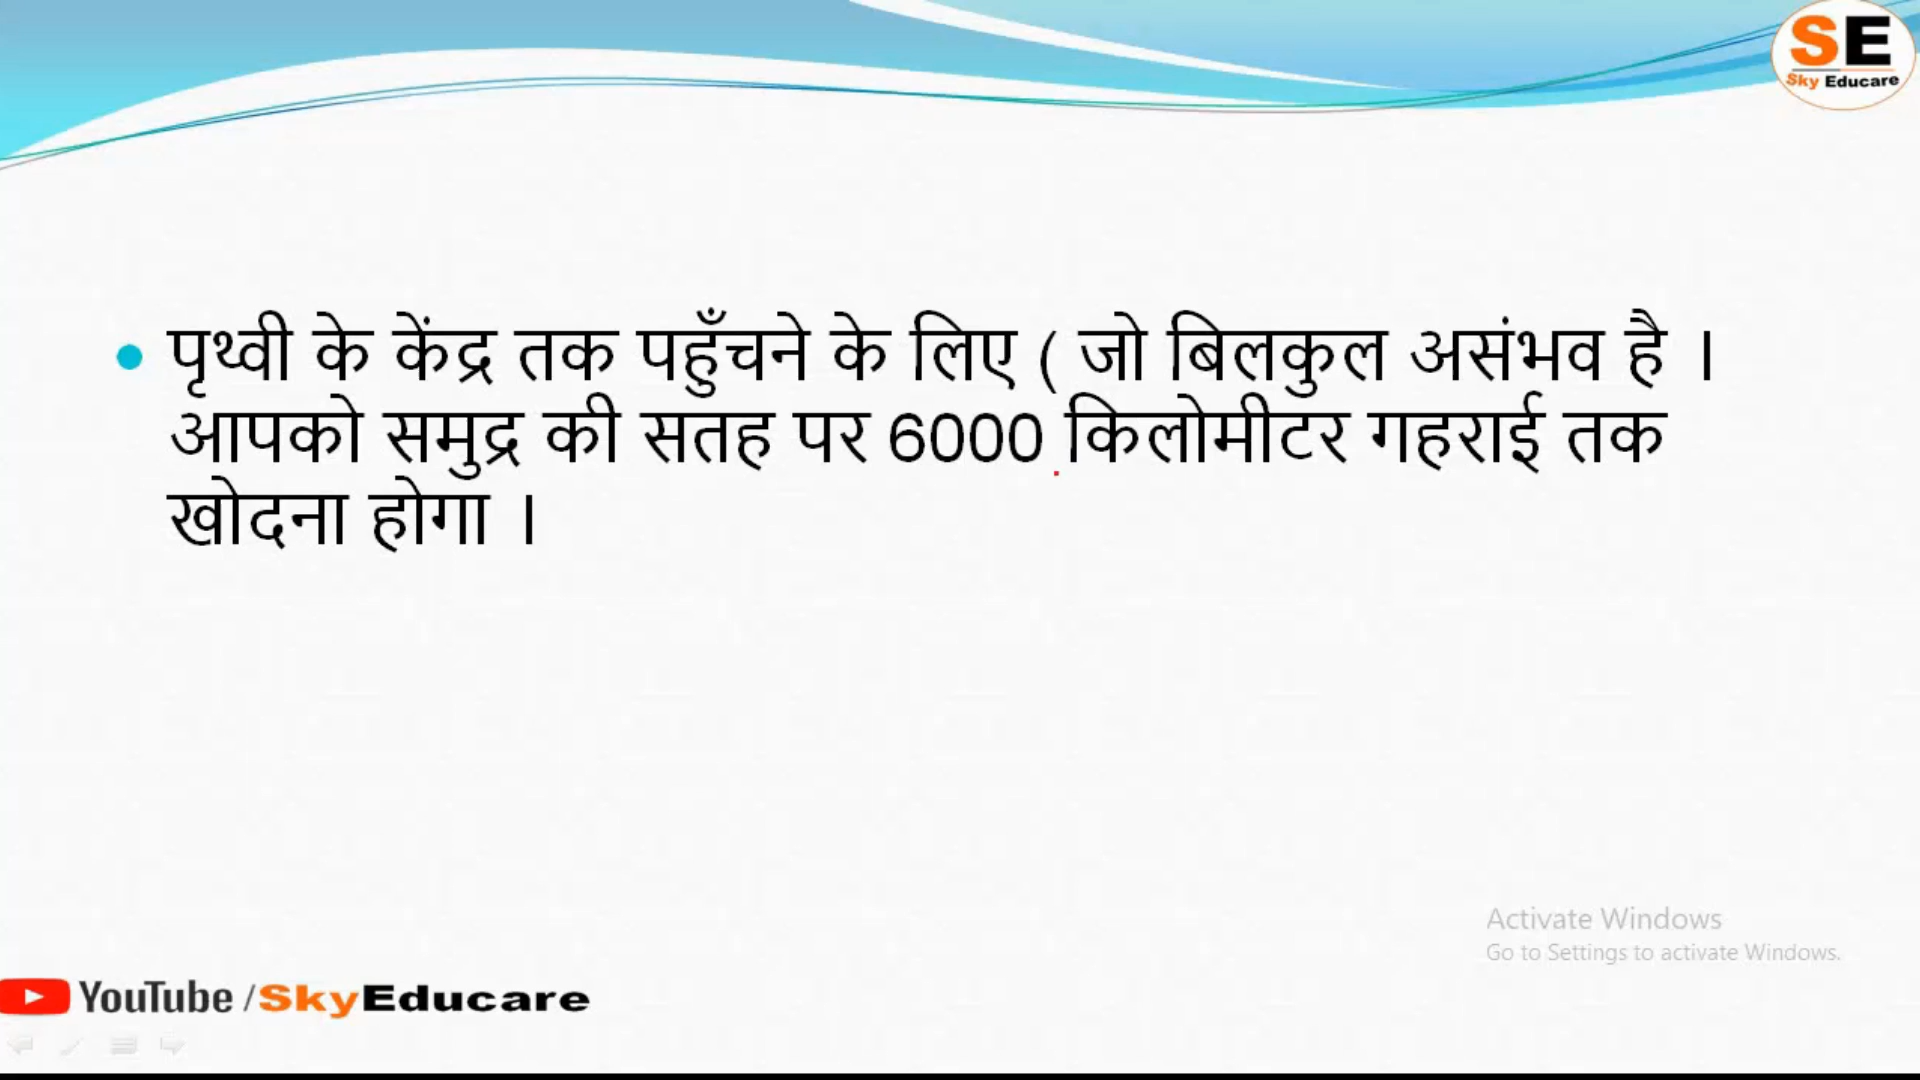 SE
Sky Educare
• पृथ्वी के केंद्र तक पहुँचने के लिए ( जो बिलकुल असंभव है ।
आपको समुद्र की सतह पर 6000 किलोमीटर गहराई तक
खोदना होगा ।
Activate Windows
Go to Settings to activate Windows.
YouTube /SkyEducare